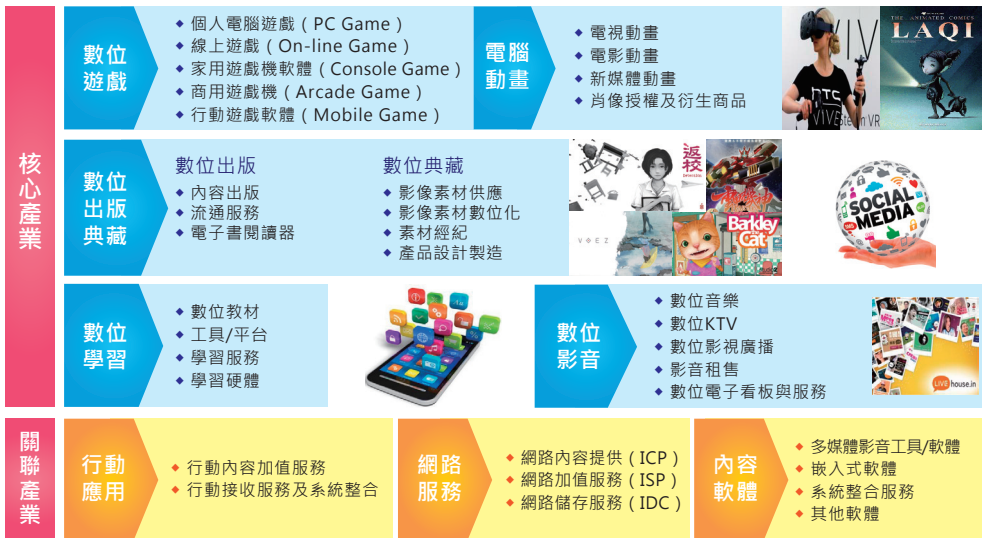 核心產業
數位
遊戲
◆ 個人電腦遊戲（PC Game）
◆ 線上遊戲（On-line Game）
◆ 家用遊戲機軟體（Console Game）
◆ 商用遊戲機（Arcade Game）
◆ 行動遊戲軟體（Mobile Game）
電腦
動畫
◆ 電視動畫
◆ 電影動畫
◆ 新媒體動畫
◆ 肖像授權及衍生商品
VIV
HTC
VIVE
VR
THE ANIMATED COMICS
LAQI
數位
出版
典藏
數位出版
◆ 內容出版
◆ 流通服務
◆ 電子書閱讀器
數位典藏
◆ 影像素材供應
◆ 影像素材數位化
◆ 素材經紀
◆ 產品設計製造
返校
VOEZ
Barkley
Cat
SOCIAL
MEDIA
數位
學習
◆ 數位教材
◆ 工具/平台
◆ 學習服務
◆ 學習硬體
數位
影音
◆ 數位音樂
◆ 數位KTV
◆ 數位影視廣播
◆ 影音租售
◆ 數位電子看板與服務
LIVE house.in
關聯產業
行動
應用
◆ 行動內容加值服務
◆ 行動接收服務及系統整合
網路
服務
◆ 網路內容提供（ICP）
◆ 網路加值服務（ISP）
◆ 網路儲存服務（IDC）
內容
軟體
◆ 多媒體影音工具/軟體
◆ 嵌入式軟體
◆ 系統整合服務
◆ 其他軟體